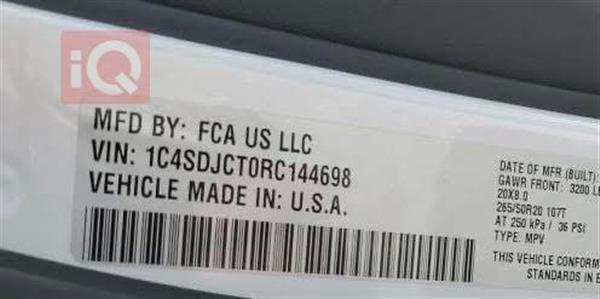 iQ
MFD BY: FCA US LLC
VIN: 1C4SDJCT0RC144698
VEHICLE MADE IN: U.S.A.
DATE OF MFR (BUILT):
GAWR FRONT: 3200 L
20X8.0
265/50R20 107T
AT 250 kPa / 36 PSI
TYPE: MPV
THIS VEHICLE CONFORM
STANDARDS IN E